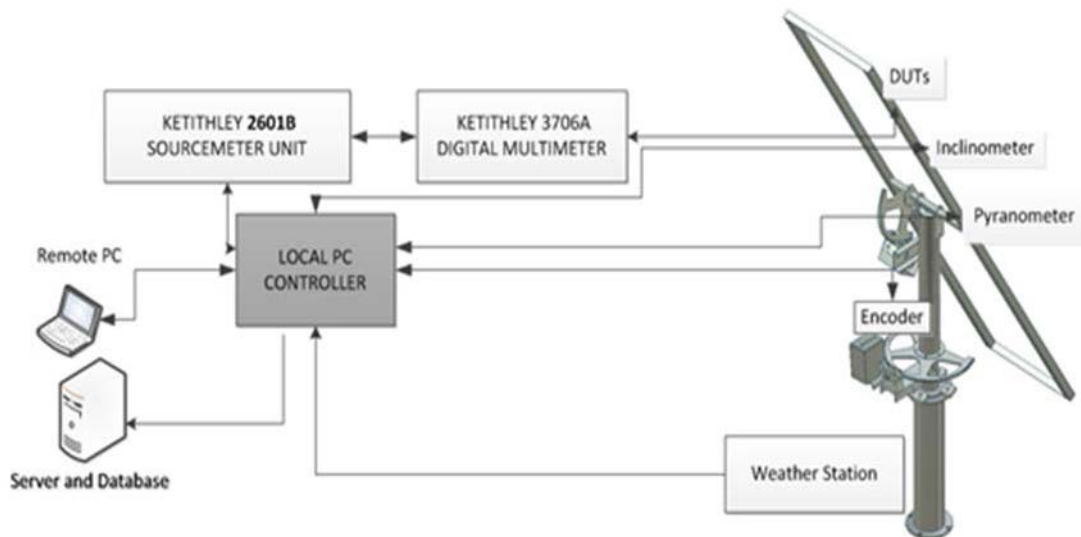 DUTs
KETITHLEY 2601B
SOURCEMETER UNIT
KETITHLEY 3706A
DIGITAL MULTIMETER
Inclinometer
Pyranometer
Remote PC
LOCAL PC
CONTROLLER
Encoder
Weather Station
Server and Database